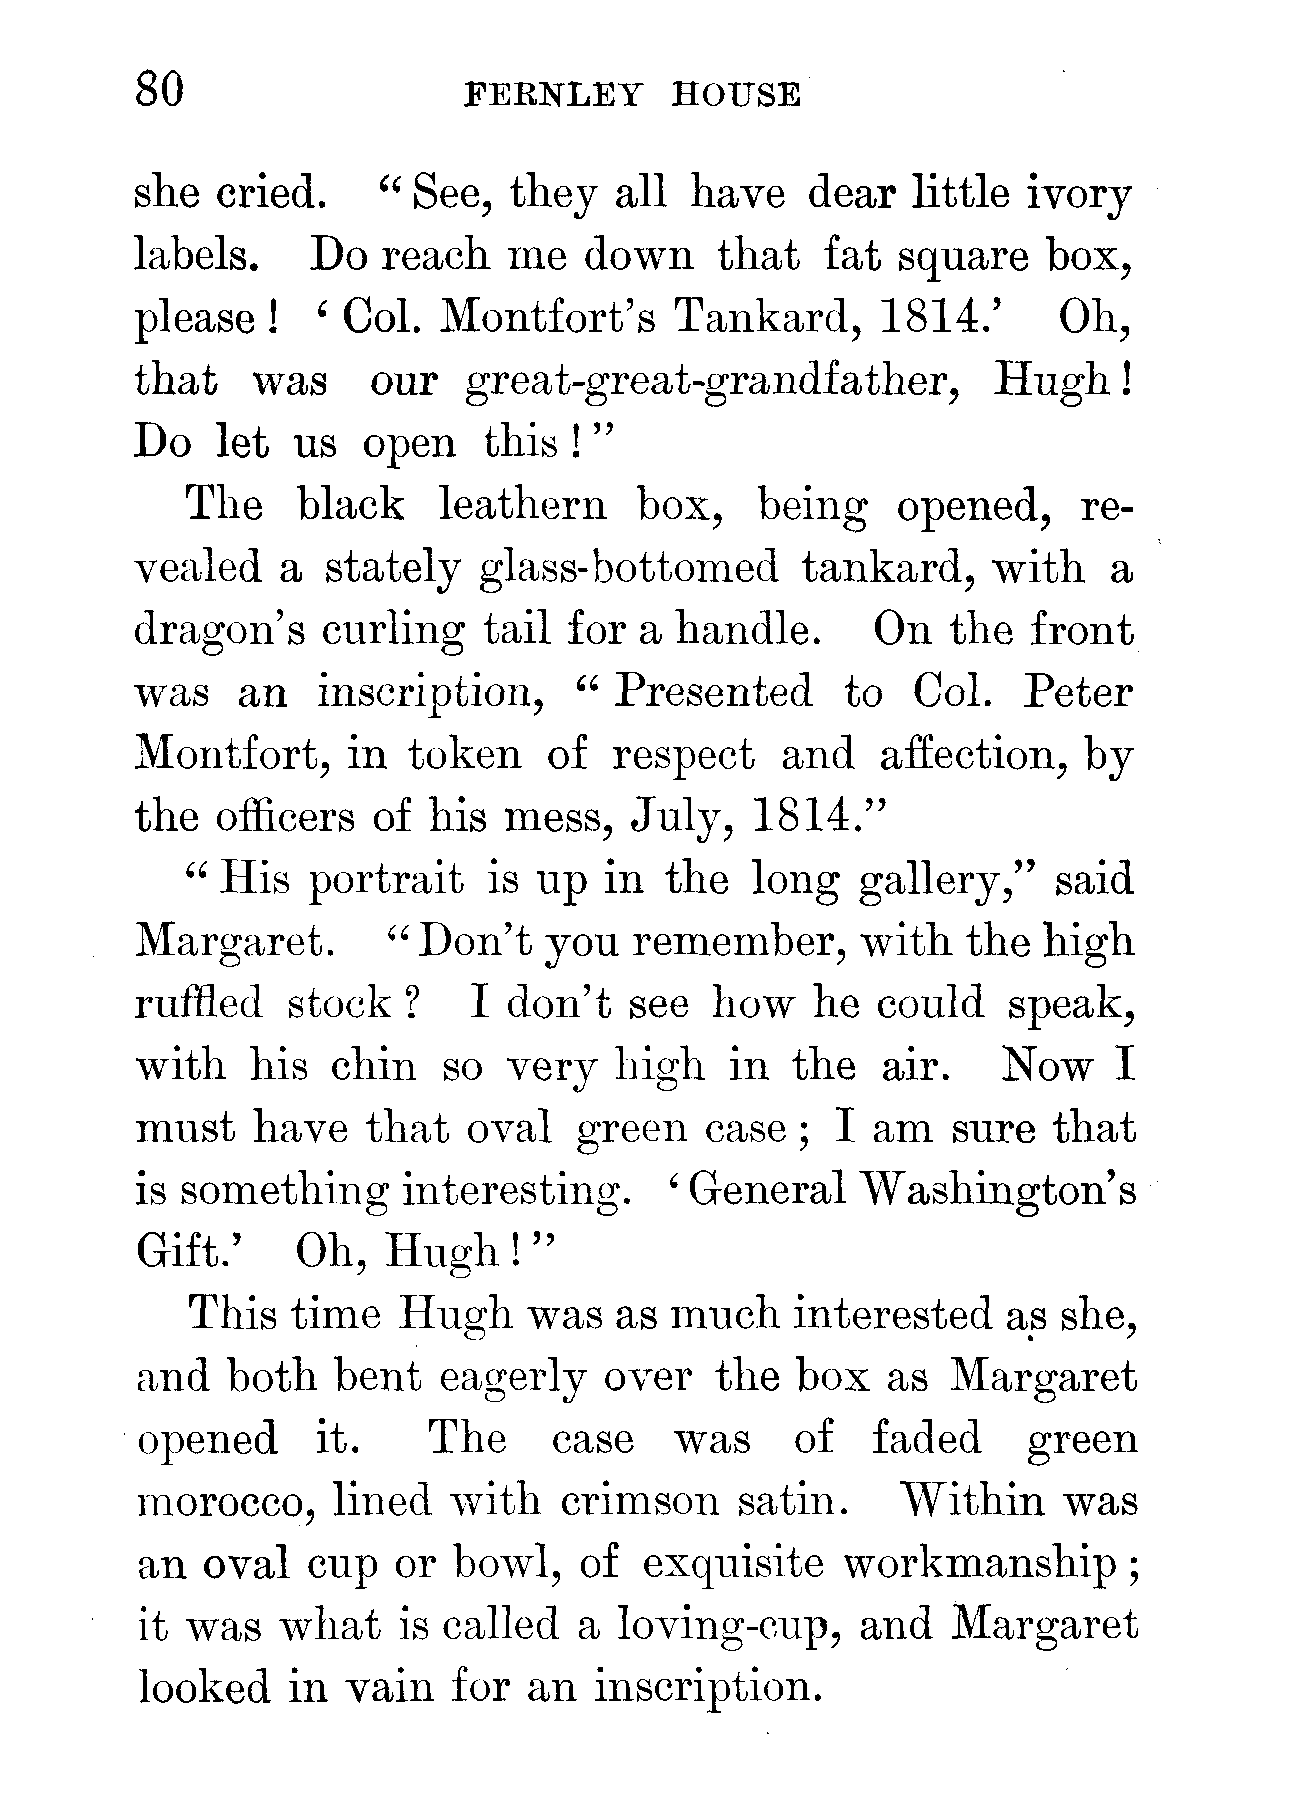 80 FERNLEY HOUSE
she cried. “ See, they all have dear little ivory
labels. Do reach me down that fat square box,
please ! ‘ Col. Montfort’s Tankard, 1814.’ Oh,
that was our great-great-grandfather, Hugh !
Do let us open this ! ”
The black leathern box, being opened, re-
vealed a stately glass-bottomed tankard, with a
dragon’s curling tail for a handle. On the front
was an inscription, “ Presented to Col. Peter
Montfort, in token of respect and affection, by
the officers of his mess, July, 1814.”
“ His portrait is up in the long gallery,” said
Margaret. “ Don’t you remember, with the high
ruffled stock ? I don’t see how he could speak,
with his chin so very high in the air. Now I
must have that oval green case ; I am sure that
is something interesting. ‘ General Washington’s
Gift.’ Oh, Hugh ! ”
This time Hugh was as much interested as she,
and both bent eagerly over the box as Margaret
opened it. The case was of faded green
morocco, lined with crimson satin. Within was
an oval cup or bowl, of exquisite workmanship ;
it was what is called a loving-cup, and Margaret
looked in vain for an inscription.